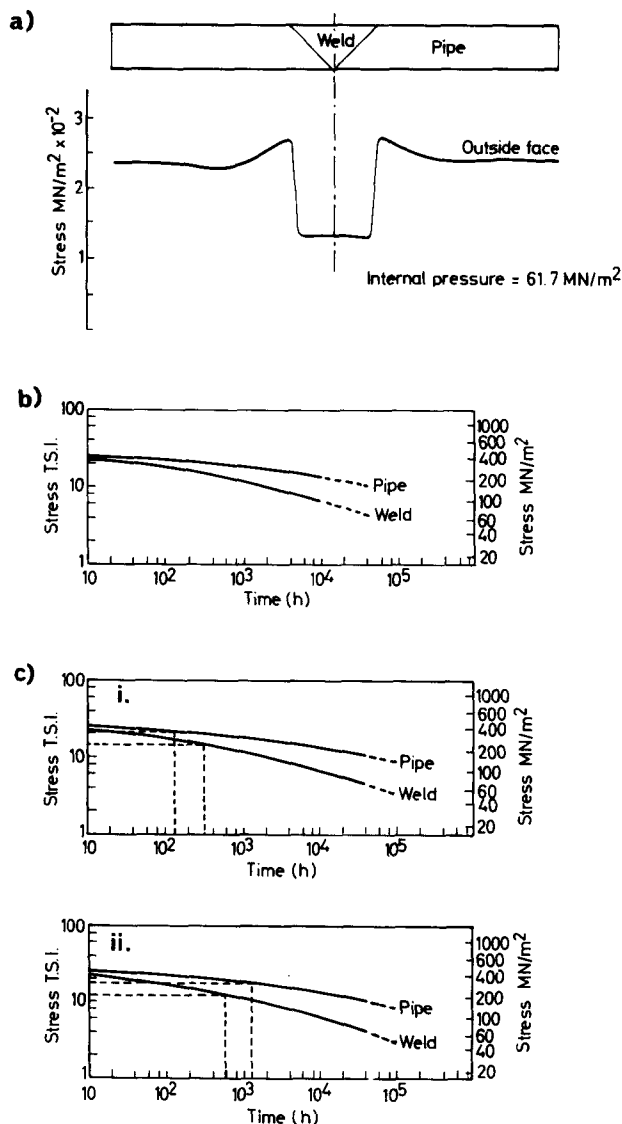 a)
Weld
Pipe
3
2
1
Stress MN/m² x 10⁻²
Outside face
Internal pressure = 61.7 MN/m²
b)
100
10
1
Stress T.S.I.
1000
600
400
200
100
60
40
20
Stress MN/m²
Pipe
Weld
10 10² 10³ 10⁴ 10⁵
Time (h)
c)
i.
100
10
1
Stress T.S.I.
1000
600
400
200
100
60
40
20
Stress MN/m²
Pipe
Weld
10 10² 10³ 10⁴ 10⁵
Time (h)
ii.
100
10
1
Stress T.S.I.
1000
600
400
200
100
60
40
20
Stress MN/m²
Pipe
Weld
10 10² 10³ 10⁴ 10⁵
Time (h)